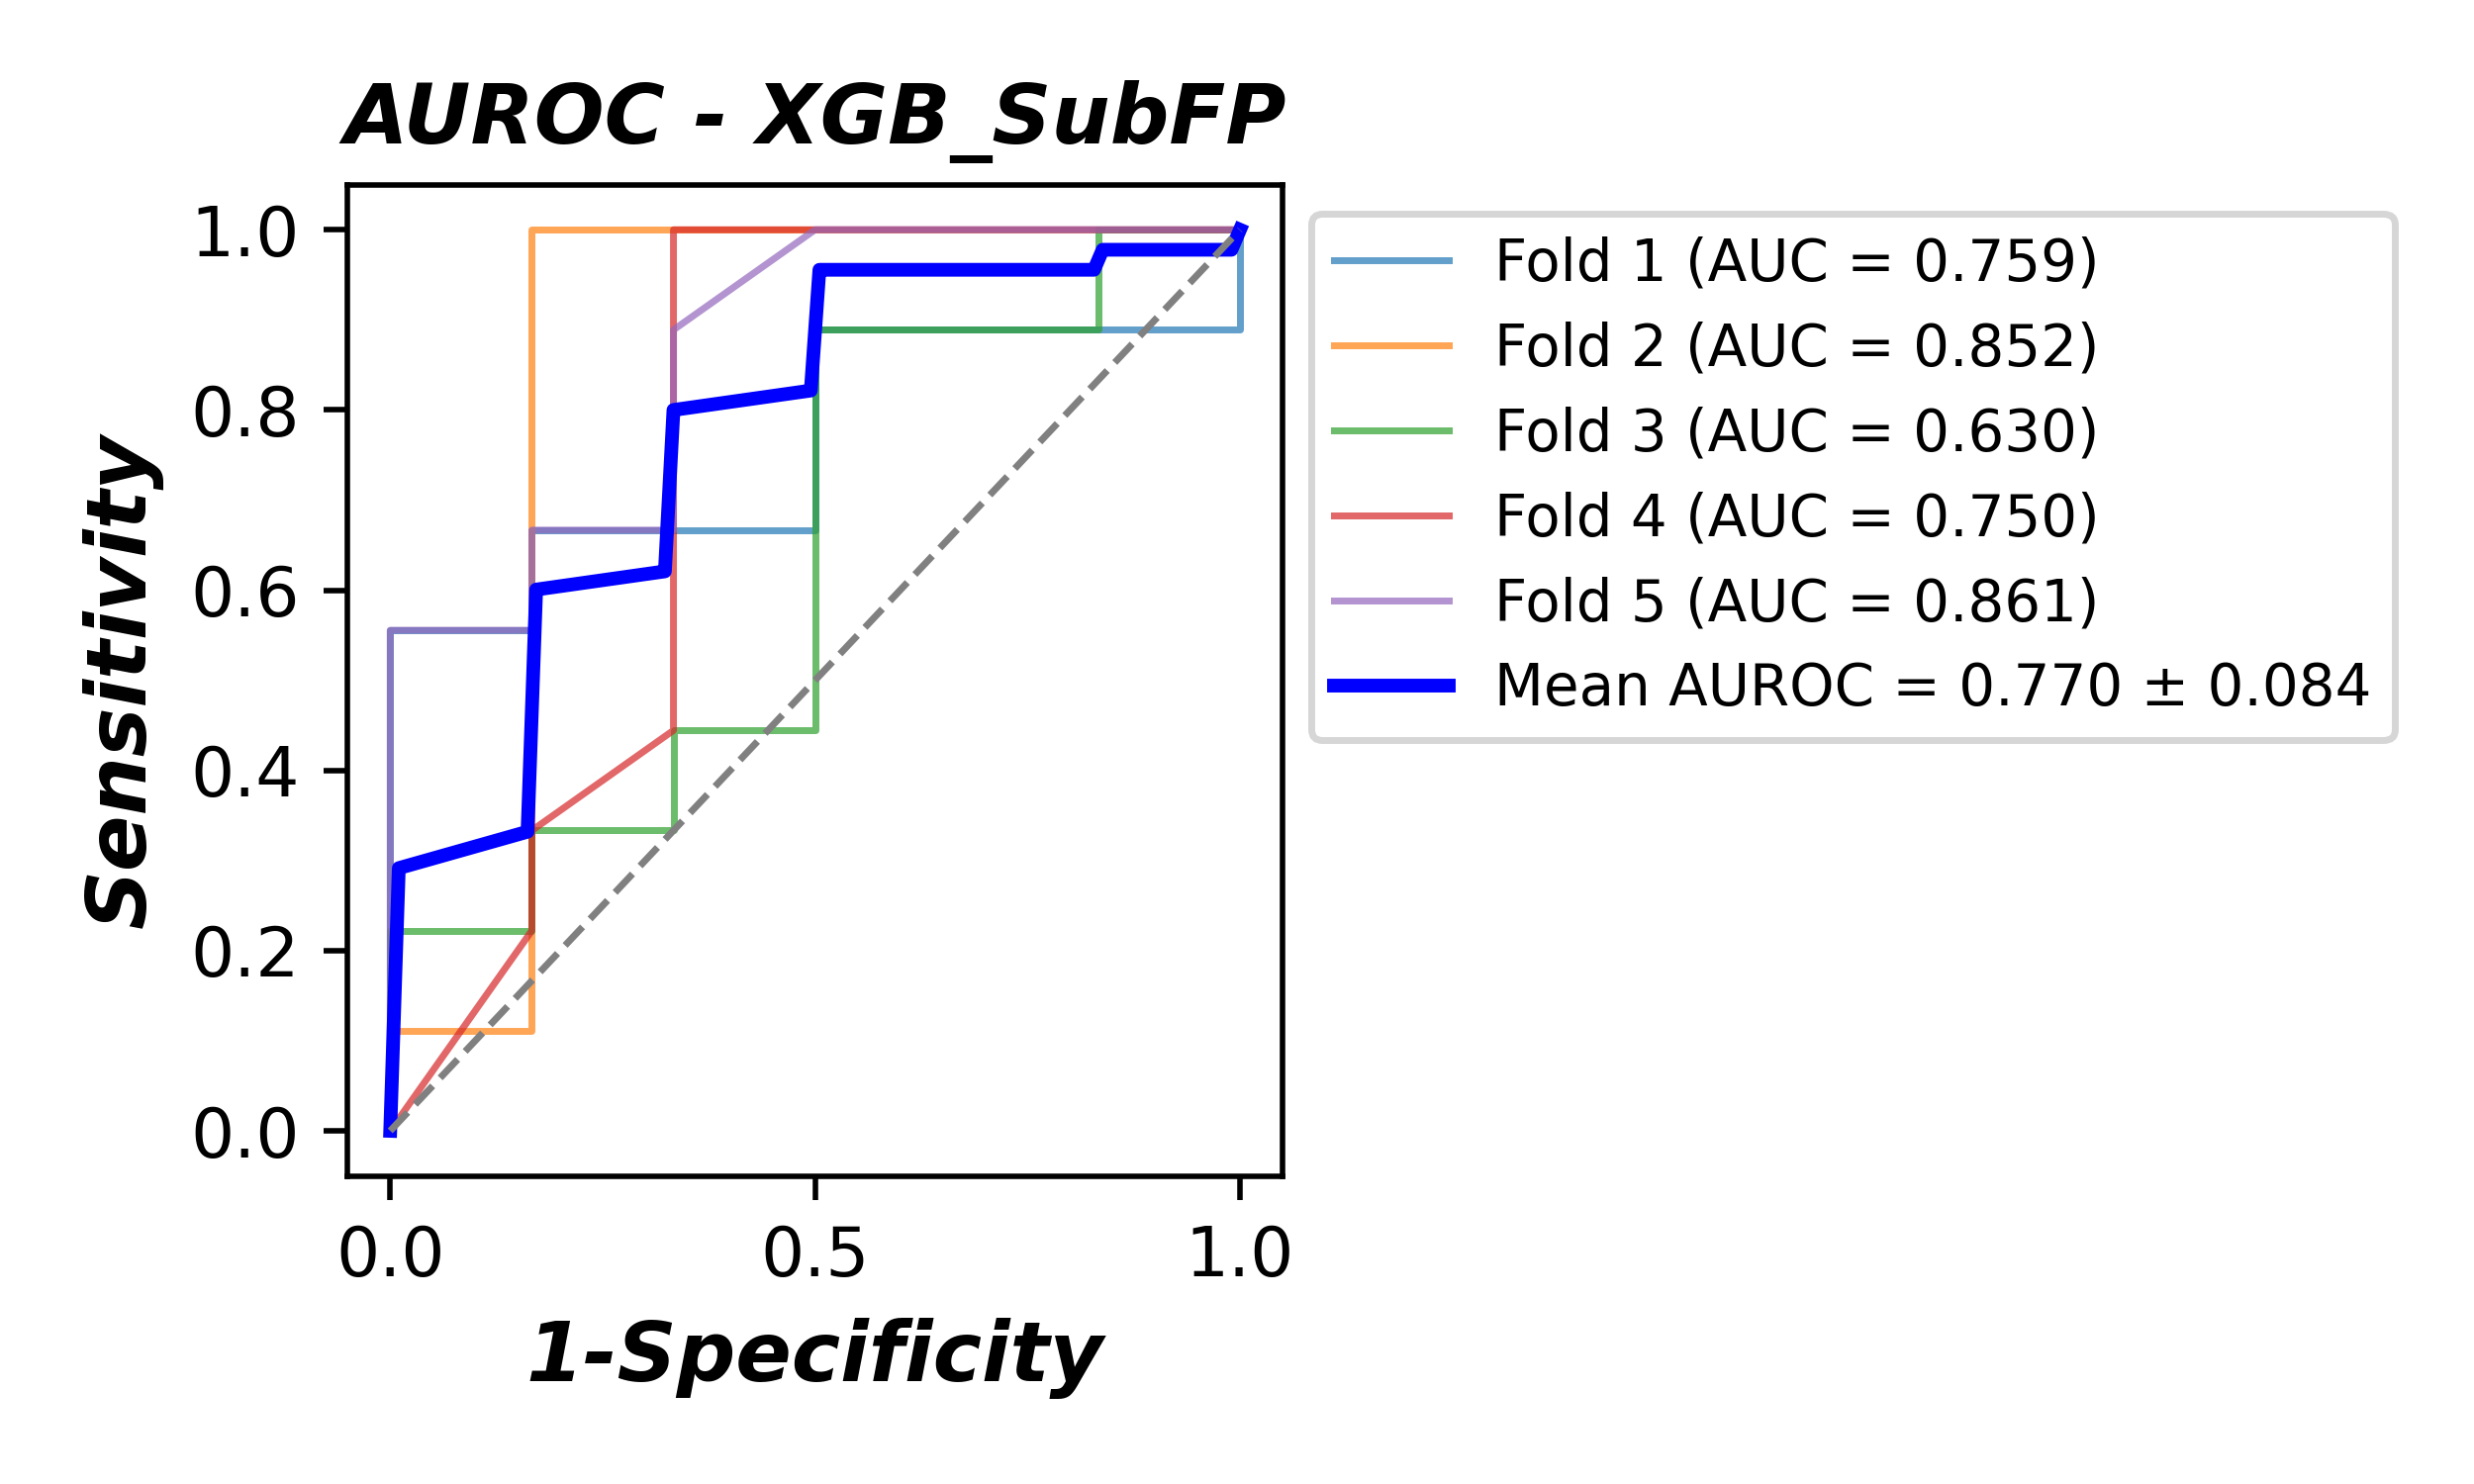 AUROC - XGB_SubFP
Sensitivity
1.0
0.8
0.6
0.4
0.2
0.0
0.0 0.5 1.0
1-Specificity
Fold 1 (AUC = 0.759)
Fold 2 (AUC = 0.852)
Fold 3 (AUC = 0.630)
Fold 4 (AUC = 0.750)
Fold 5 (AUC = 0.861)
Mean AUROC = 0.770 ± 0.084